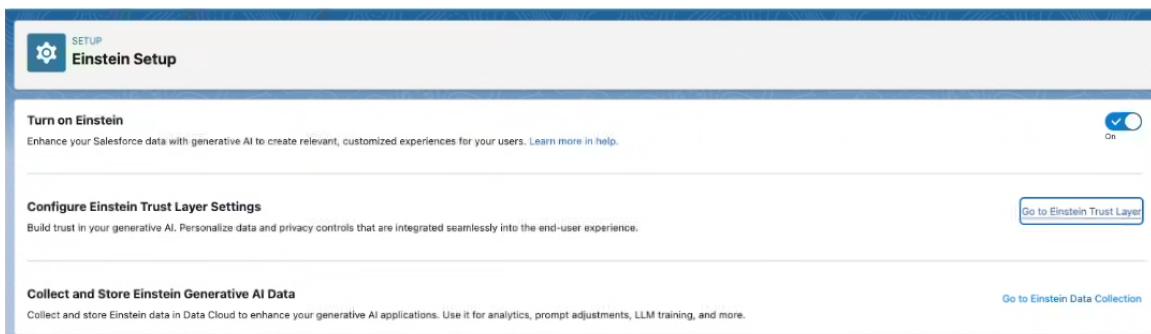 SETUP
Einstein Setup
Turn on Einstein
Enhance your Salesforce data with generative AI to create relevant, customized experiences for your users. Learn more in help.
On
Configure Einstein Trust Layer Settings
Go to Einstein Trust Layer
Build trust in your generative AI. Personalize data and privacy controls that are integrated seamlessly into the end-user experience.
Collect and Store Einstein Generative AI Data
Go to Einstein Data Collection
Collect and store Einstein data in Data Cloud to enhance your generative AI applications. Use it for analytics, prompt adjustments, LLM training, and more.